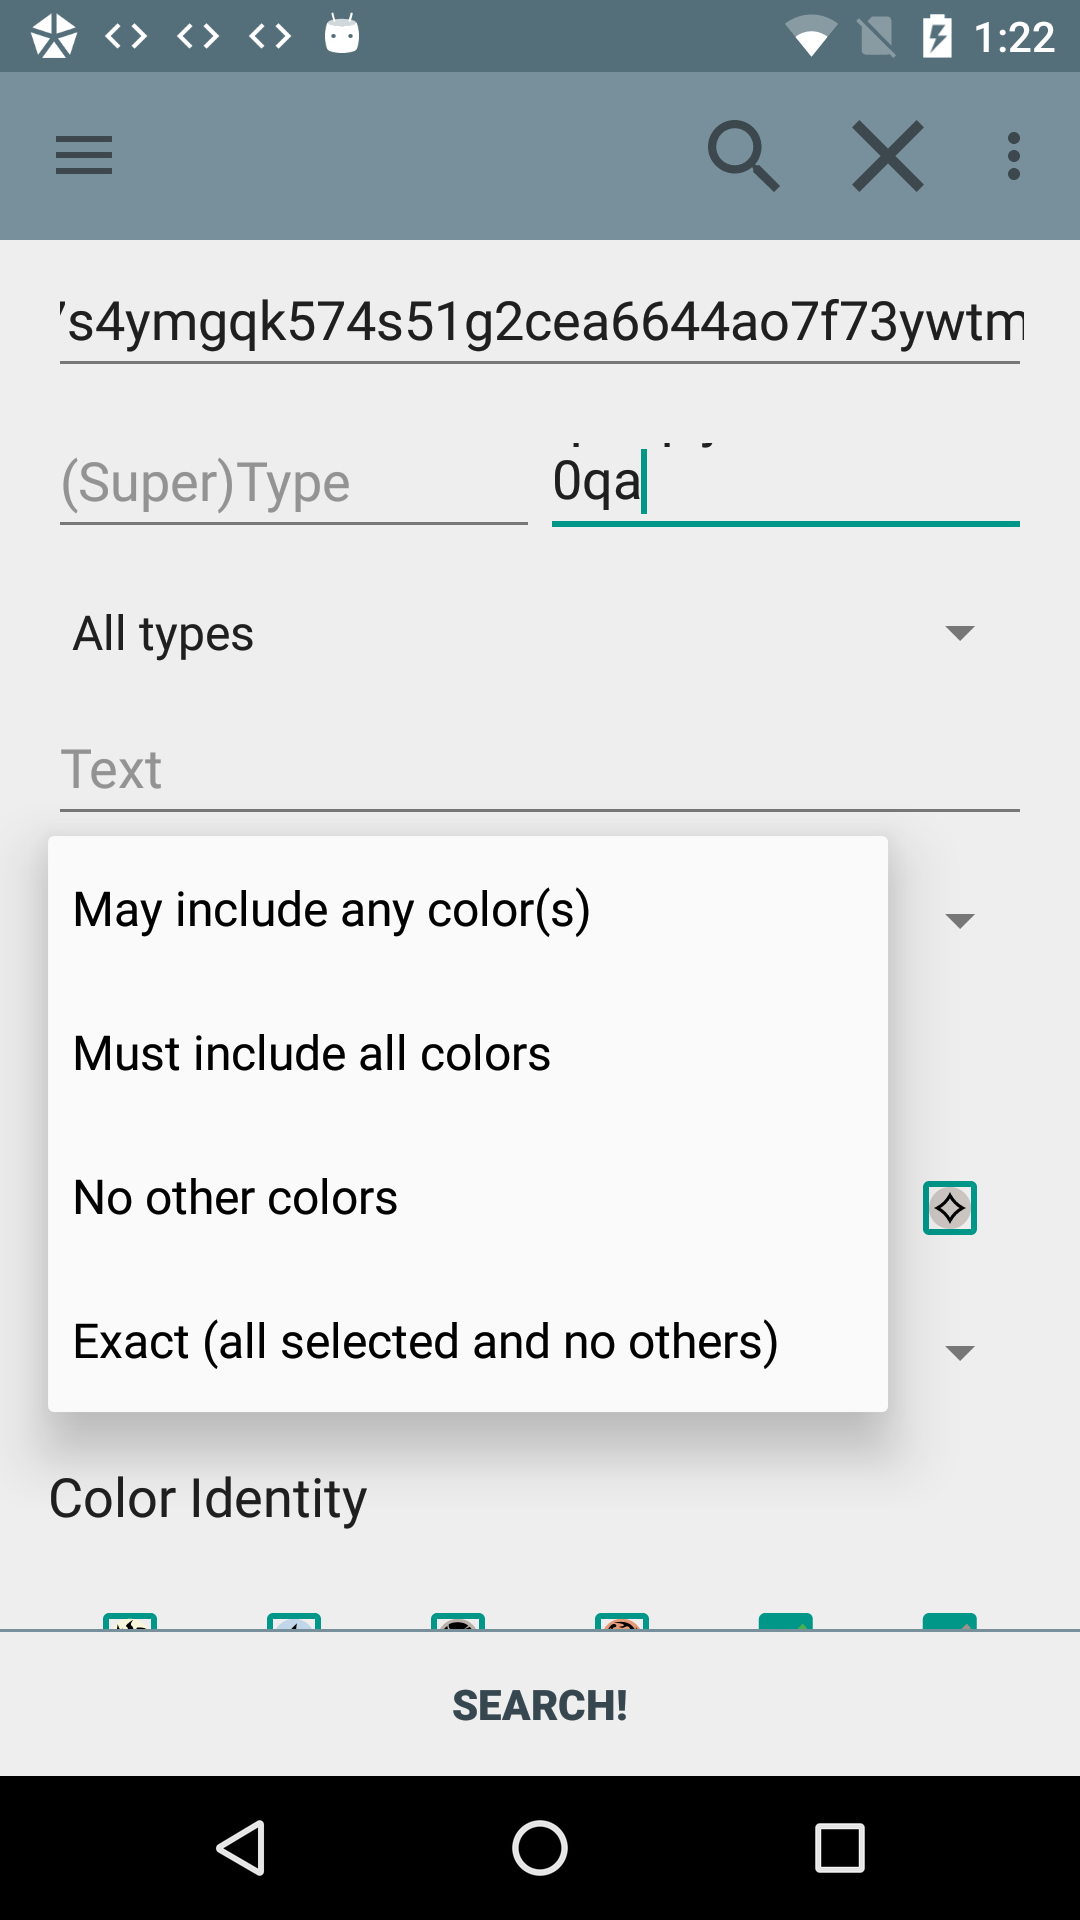 1:22
s4ymgqk574s51g2cea6644ao7f73ywtm
(Super)Type
0qa
All types
Text
May include any color(s)
Must include all colors
No other colors
Exact (all selected and no others)
Color Identity
SEARCH!